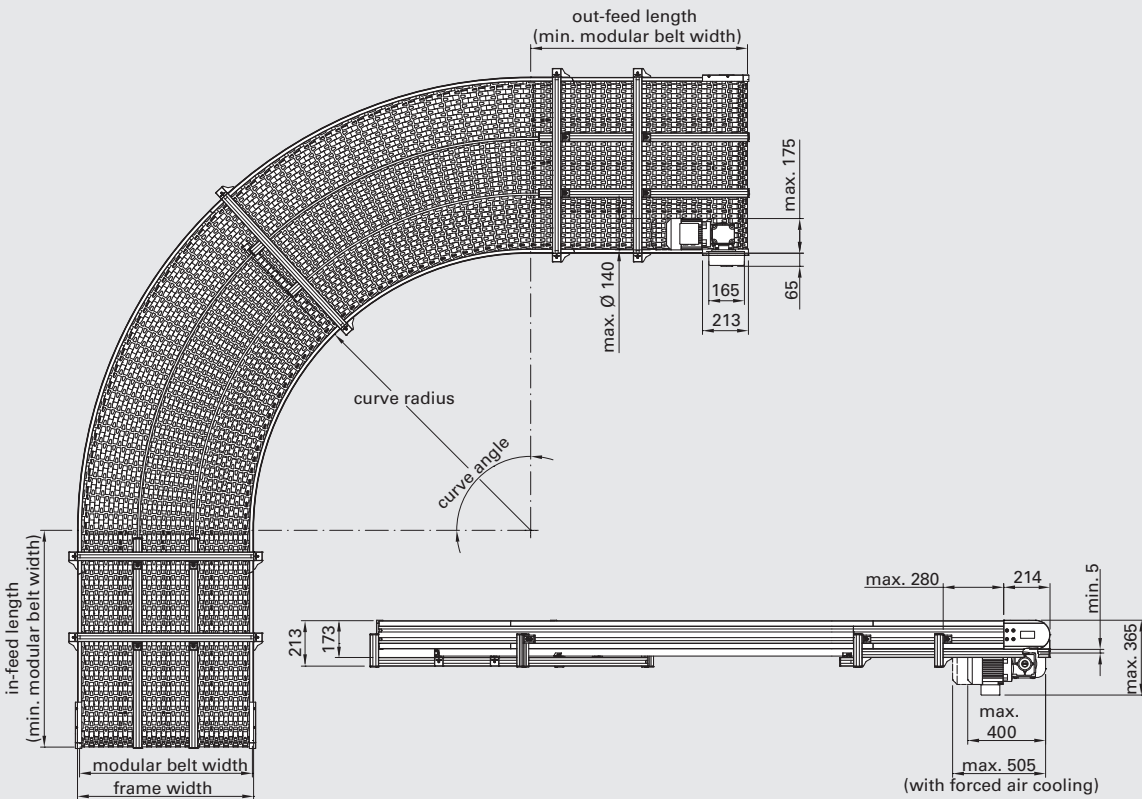 out-feed length
(min. modular belt width)
max. 175
max. Ø 140
65
165
213
curve radius
curve angle
in-feed length
(min. modular belt width)
max. 280
214
min. 5
213
173
max. 365
max.
400
modular belt width
max. 505
frame width
(with forced air cooling)